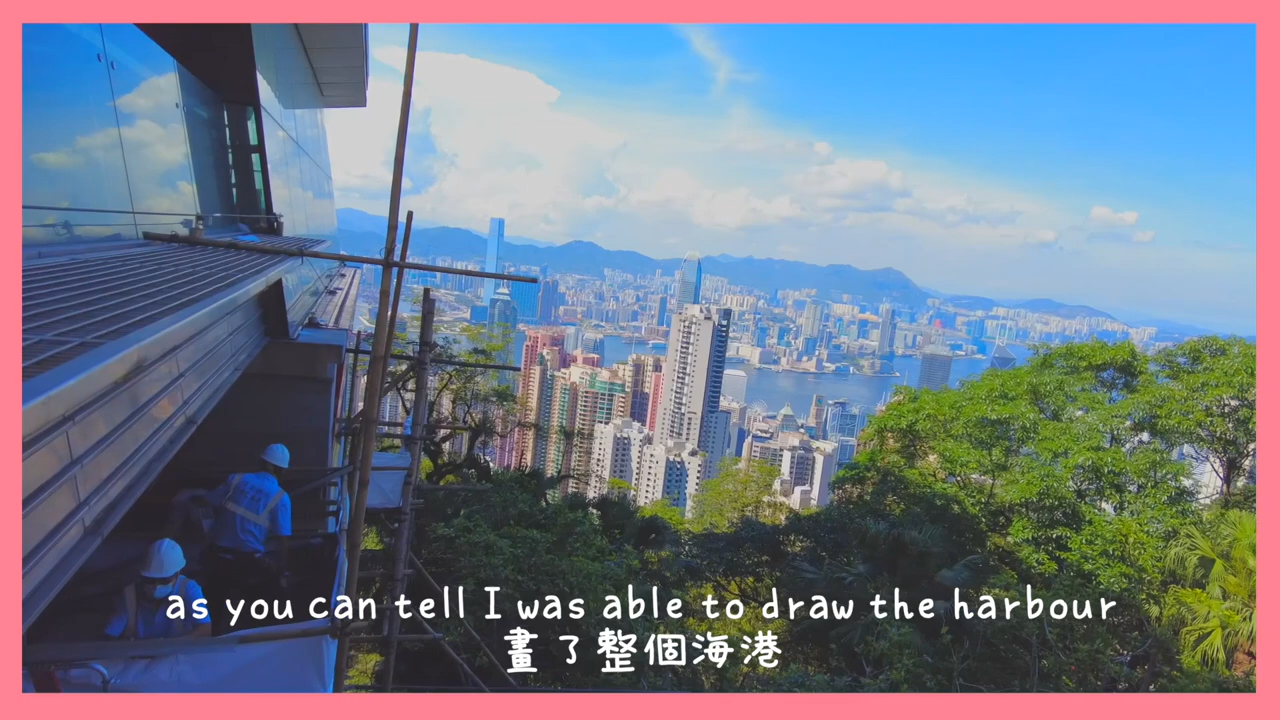 as you can tell I was able to draw the harbour
畫了整個海港